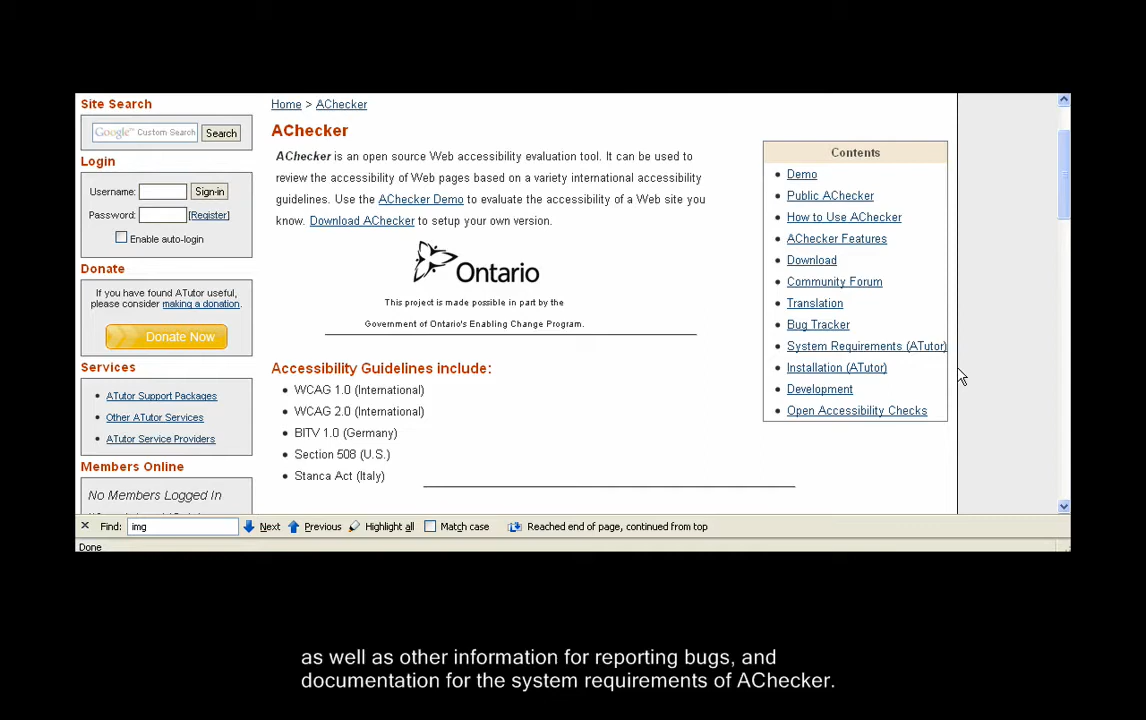 Site Search
Google™ Custom Search
Search
Login
Username:
Sign-in
Password:
[Register]
Enable auto-login
Donate
If you have found ATutor useful,
please consider making a donation.
Donate Now
Services
ATutor Support Packages
Other ATutor Services
ATutor Service Providers
Members Online
No Members Logged In
Home > AChecker
AChecker
AChecker is an open source Web accessibility evaluation tool. It can be used to
review the accessibility of Web pages based on a variety international accessibility
guidelines. Use the AChecker Demo to evaluate the accessibility of a Web site you
know. Download AChecker to setup your own version.
Ontario
This project is made possible in part by the
Government of Ontario's Enabling Change Program.
Accessibility Guidelines include:
WCAG 1.0 (International)
WCAG 2.0 (International)
BITV 1.0 (Germany)
Section 508 (U.S.)
Stanca Act (Italy)
Contents
Demo
Public AChecker
How to Use AChecker
AChecker Features
Download
Community Forum
Translation
Bug Tracker
System Requirements (ATutor)
Installation (ATutor)
Development
Open Accessibility Checks
Find: img Next Previous Highlight all Match case Reached end of page, continued from top
Done
as well as other information for reporting bugs, and
documentation for the system requirements of AChecker.